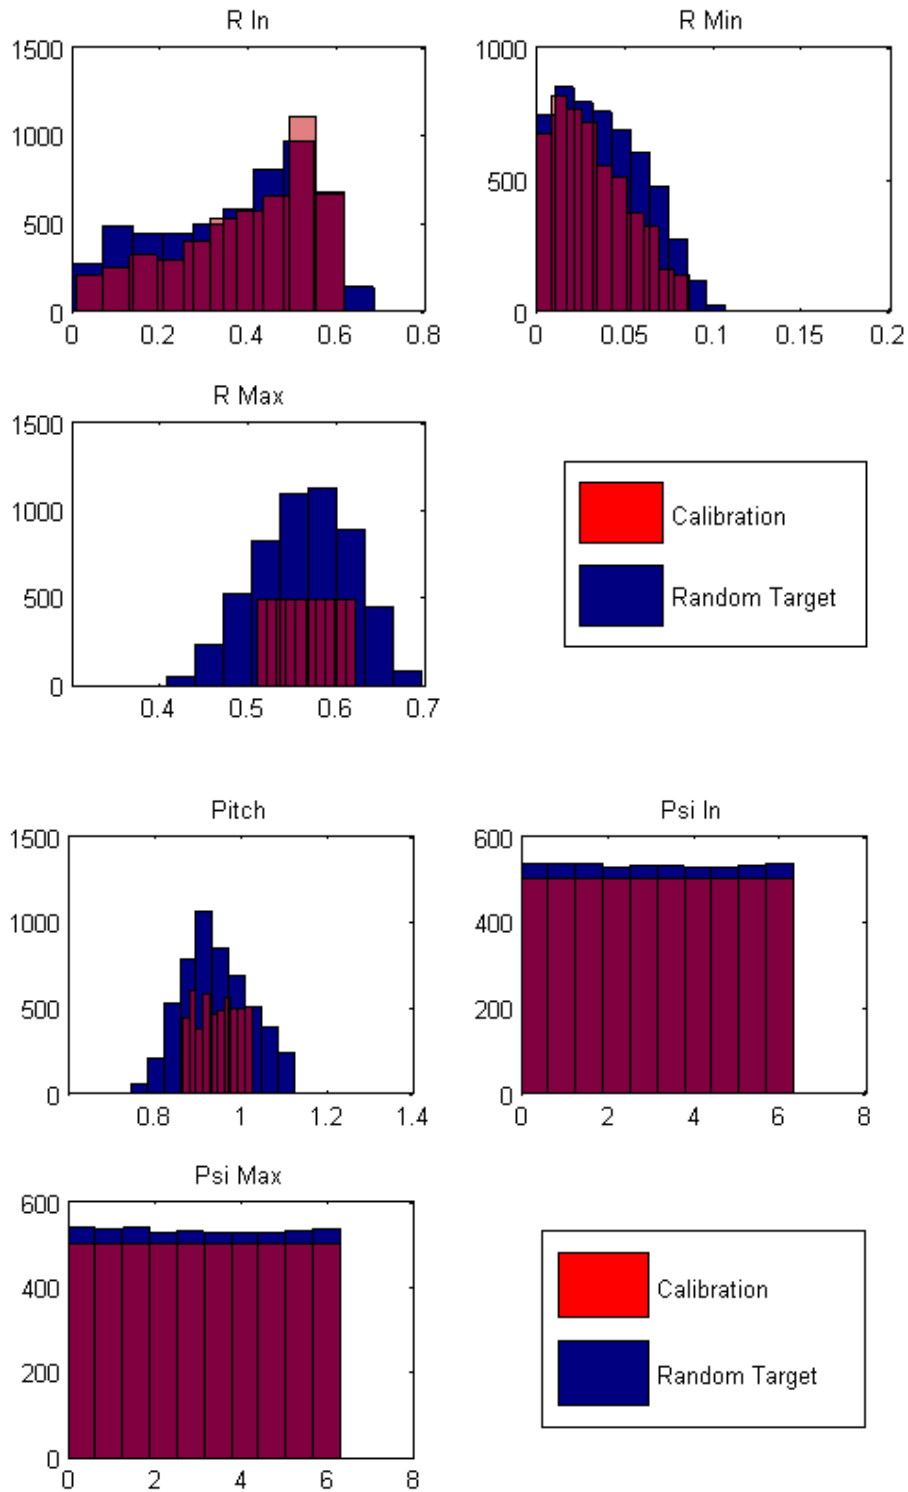 R In
R Min
1500
1000
500
0
0 0.2 0.4 0.6 0.8
1000
500
0
0 0.05 0.1 0.15 0.2
R Max
1500
1000
500
0
0.4 0.5 0.6 0.7
Calibration
Random Target
Pitch
Psi In
1500
1000
500
0
0.8 1 1.2 1.4
600
400
200
0
0 2 4 6 8
Psi Max
600
400
200
0
0 2 4 6 8
Calibration
Random Target